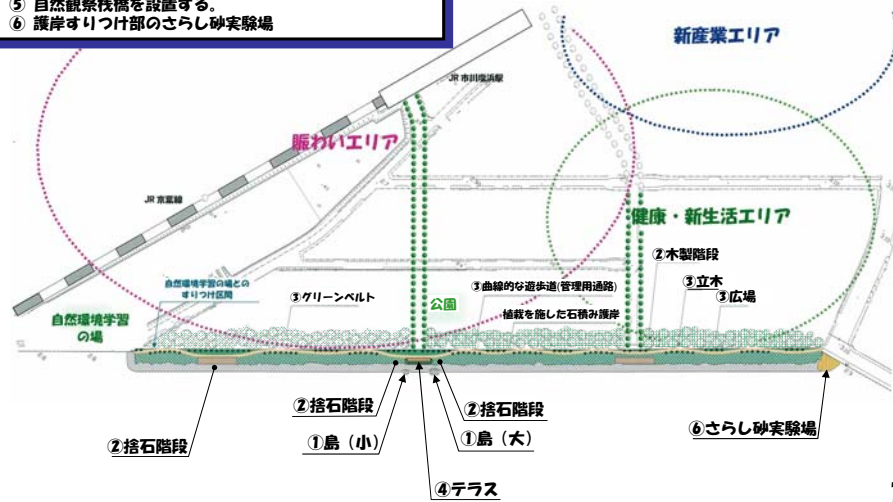 ⑤ 自然観察桟橋を設置する。
⑥ 護岸すりつけ部のさらし砂実験場
新産業エリア
JR 市川塩浜駅
賑わいエリア
JR 京葉線
健康・新生活エリア
②木製階段
自然環境学習の場との
すりつけ区間
③グリーンベルト
③曲線的な遊歩道(管理用通路)
③立木
③広場
公園
自然環境学習
の場
植栽を施した石積み護岸
②捨石階段
②捨石階段
②捨石階段
①島（小）
①島（大）
⑥さらし砂実験場
④テラス